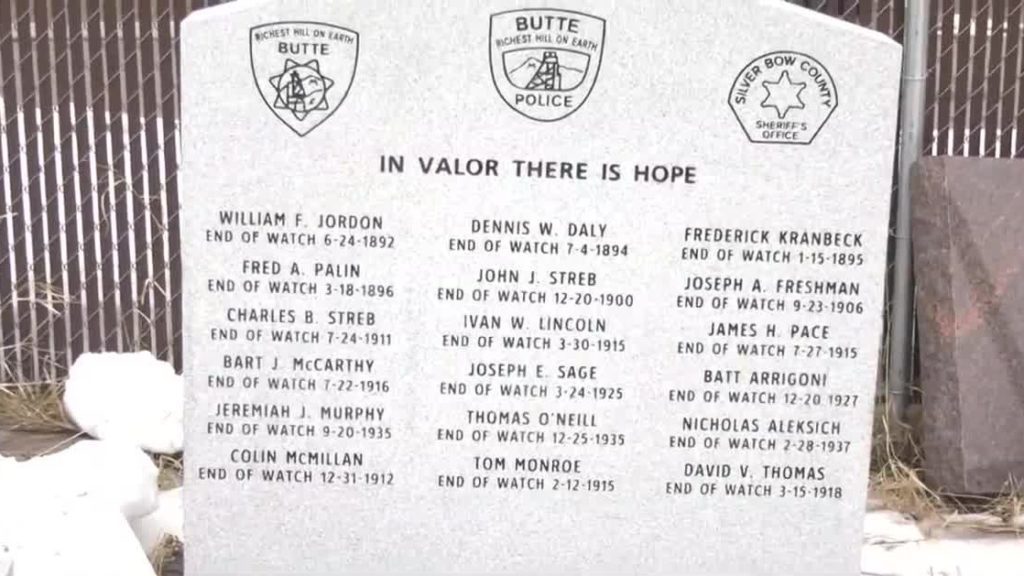 RICHEST HILL ON EARTH
BUTTE
BUTTE
RICHEST HILL ON EARTH
POLICE
SILVER BOW COUNTY
SHERIFF'S
OFFICE
IN VALOR THERE IS HOPE
WILLIAM F. JORDON
END OF WATCH 6-24-1892
DENNIS W. DALY
END OF WATCH 7-4-1894
FREDERICK KRANBECK
END OF WATCH 1-15-1895
FRED A. PALIN
END OF WATCH 3-18-1896
JOHN J. STREB
END OF WATCH 12-20-1900
JOSEPH A. FRESHMAN
END OF WATCH 9-23-1906
CHARLES B. STREB
END OF WATCH 7-24-1911
IVAN W. LINCOLN
END OF WATCH 3-30-1915
JAMES H. PACE
END OF WATCH 7-27-1915
BART J. McCARTHY
END OF WATCH 7-22-1916
JOSEPH E. SAGE
END OF WATCH 3-24-1925
BATT ARRIGONI
END OF WATCH 12-20-1927
JEREMIAH J. MURPHY
END OF WATCH 9-20-1935
THOMAS O'NEILL
END OF WATCH 12-25-1935
NICHOLAS ALEKSICH
END OF WATCH 2-28-1937
COLIN MCMILLAN
END OF WATCH 12-31-1912
TOM MONROE
END OF WATCH 2-12-1915
DAVID V. THOMAS
END OF WATCH 3-15-1918